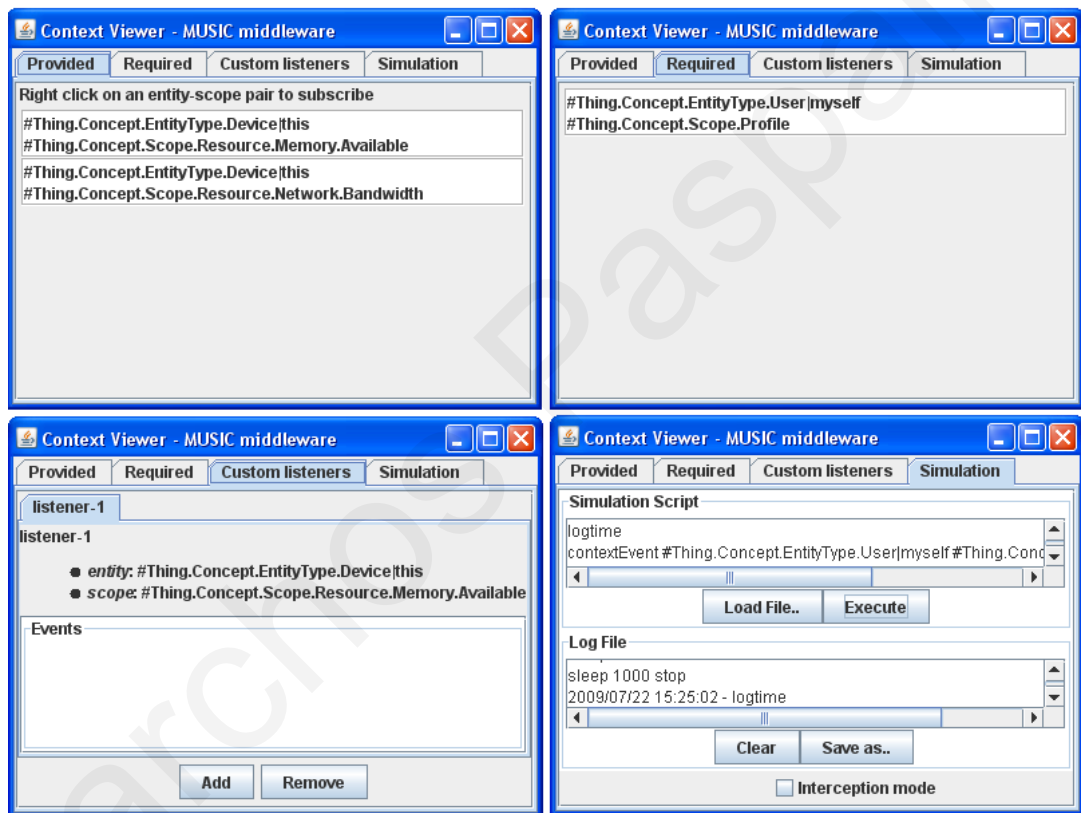 Context Viewer - MUSIC middleware
Provided Required Custom listeners Simulation
Right click on an entity-scope pair to subscribe
#Thing.Concept.EntityType.Device|this
#Thing.Concept.Scope.Resource.Memory.Available
#Thing.Concept.EntityType.Device|this
#Thing.Concept.Scope.Resource.Network.Bandwidth
Context Viewer - MUSIC middleware
Provided Required Custom listeners Simulation
#Thing.Concept.EntityType.User|myself
#Thing.Concept.Scope.Profile
Context Viewer - MUSIC middleware
Provided Required Custom listeners Simulation
listener-1
listener-1
entity: #Thing.Concept.EntityType.Device|this
scope: #Thing.Concept.Scope.Resource.Memory.Available
Events
Add Remove
Context Viewer - MUSIC middleware
Provided Required Custom listeners Simulation
Simulation Script
logtime
contextEvent #Thing.Concept.EntityType.User|myself #Thing.Conc
Load File.. Execute
Log File
sleep 1000 stop
2009/07/22 15:25:02 - logtime
Clear Save as..
Interception mode
archos Paspal